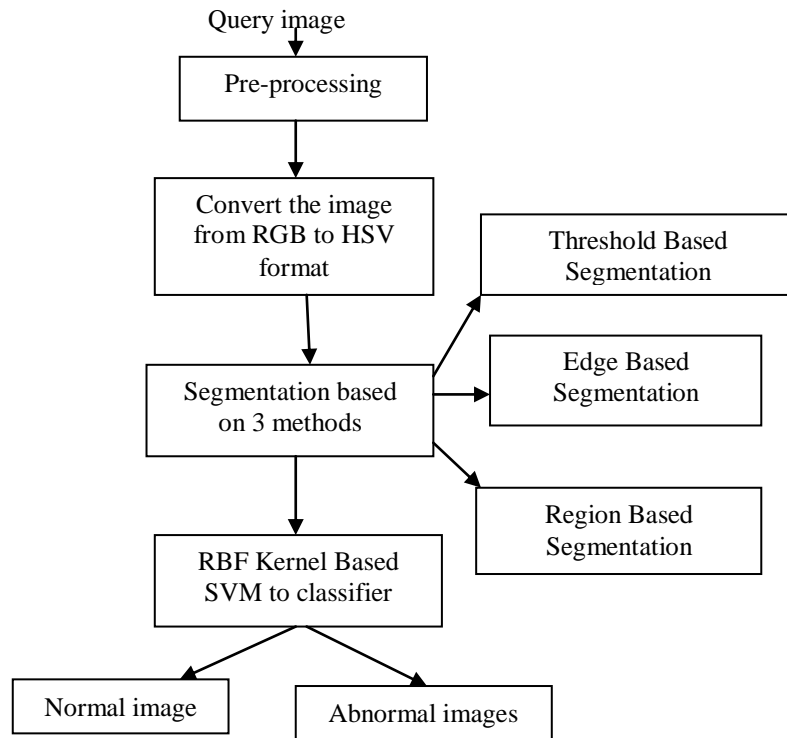 Query image
Pre-processing
Convert the image
from RGB to HSV
format
Threshold Based
Segmentation
Edge Based
Segmentation
Segmentation based
on 3 methods
Region Based
Segmentation
RBF Kernel Based
SVM to classifier
Normal image
Abnormal images